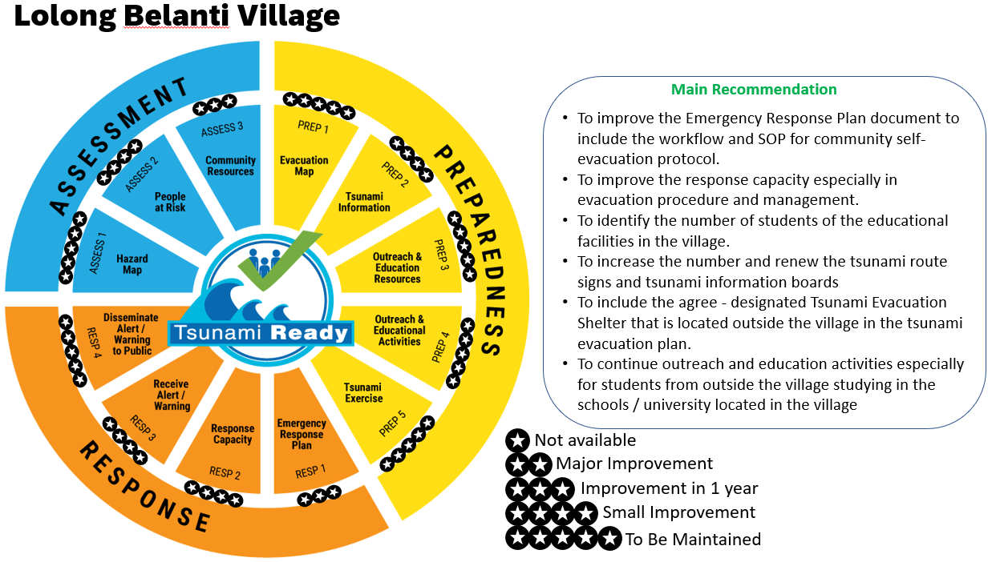 Lolong Belanti Village
ASSESSMENT
ASSESS 1
Hazard
Map
ASSESS 2
People
at Risk
ASSESS 3
Community
Resources
PREPAREDNESS
PREP 1
Evacuation
Map
PREP 2
Tsunami
Information
PREP 3
Outreach &
Education
Resources
PREP 4
Outreach &
Educational
Activities
PREP 5
Tsunami
Exercise
RESPONSE
RESP 1
Emergency
Response
Plan
RESP 2
Response
Capacity
RESP 3
Receive
Alert /
Warning
RESP 4
Disseminate
Alert /
Warning
to Public
Tsunami Ready
Main Recommendation
• To improve the Emergency Response Plan document to
include the workflow and SOP for community self-
evacuation protocol.
• To improve the response capacity especially in
evacuation procedure and management.
• To identify the number of students of the educational
facilities in the village.
• To increase the number and renew the tsunami route
signs and tsunami information boards
• To include the agree - designated Tsunami Evacuation
Shelter that is located outside the village in the tsunami
evacuation plan.
• To continue outreach and education activities especially
for students from outside the village studying in the
schools / university located in the village
Not available
Major Improvement
Improvement in 1 year
Small Improvement
To Be Maintained